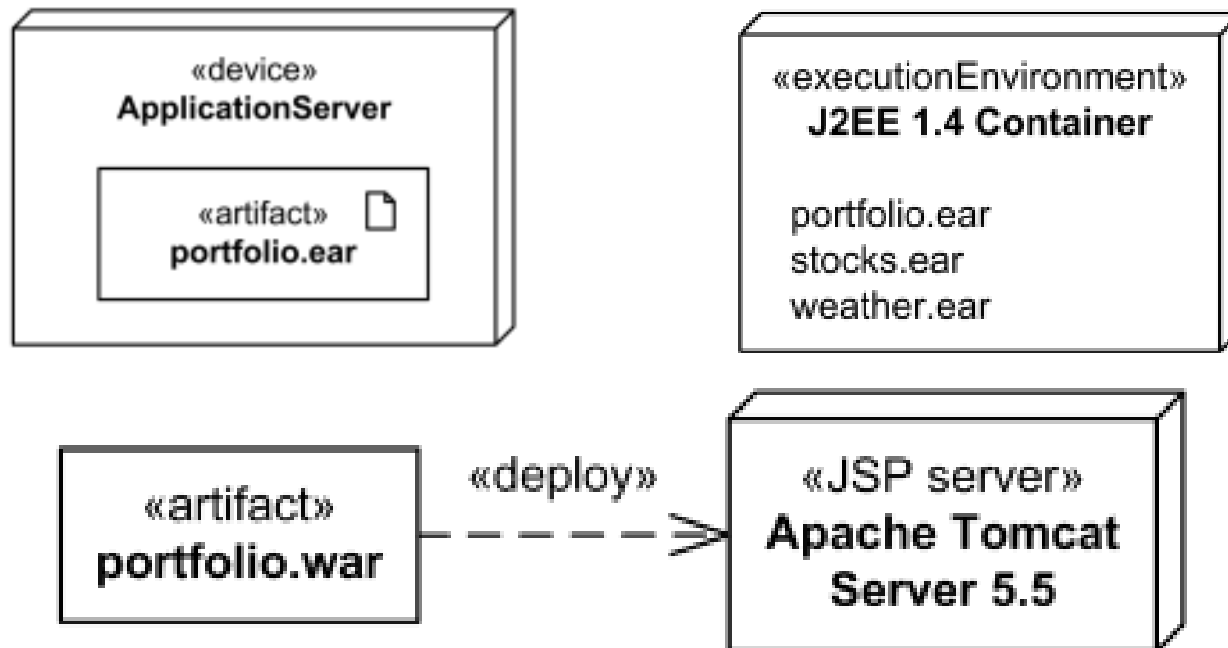 «device»
ApplicationServer
«artifact»
portfolio.ear
«executionEnvironment»
J2EE 1.4 Container
portfolio.ear
stocks.ear
weather.ear
«artifact»
portfolio.war
«deploy»
«JSP server»
Apache Tomcat
Server 5.5